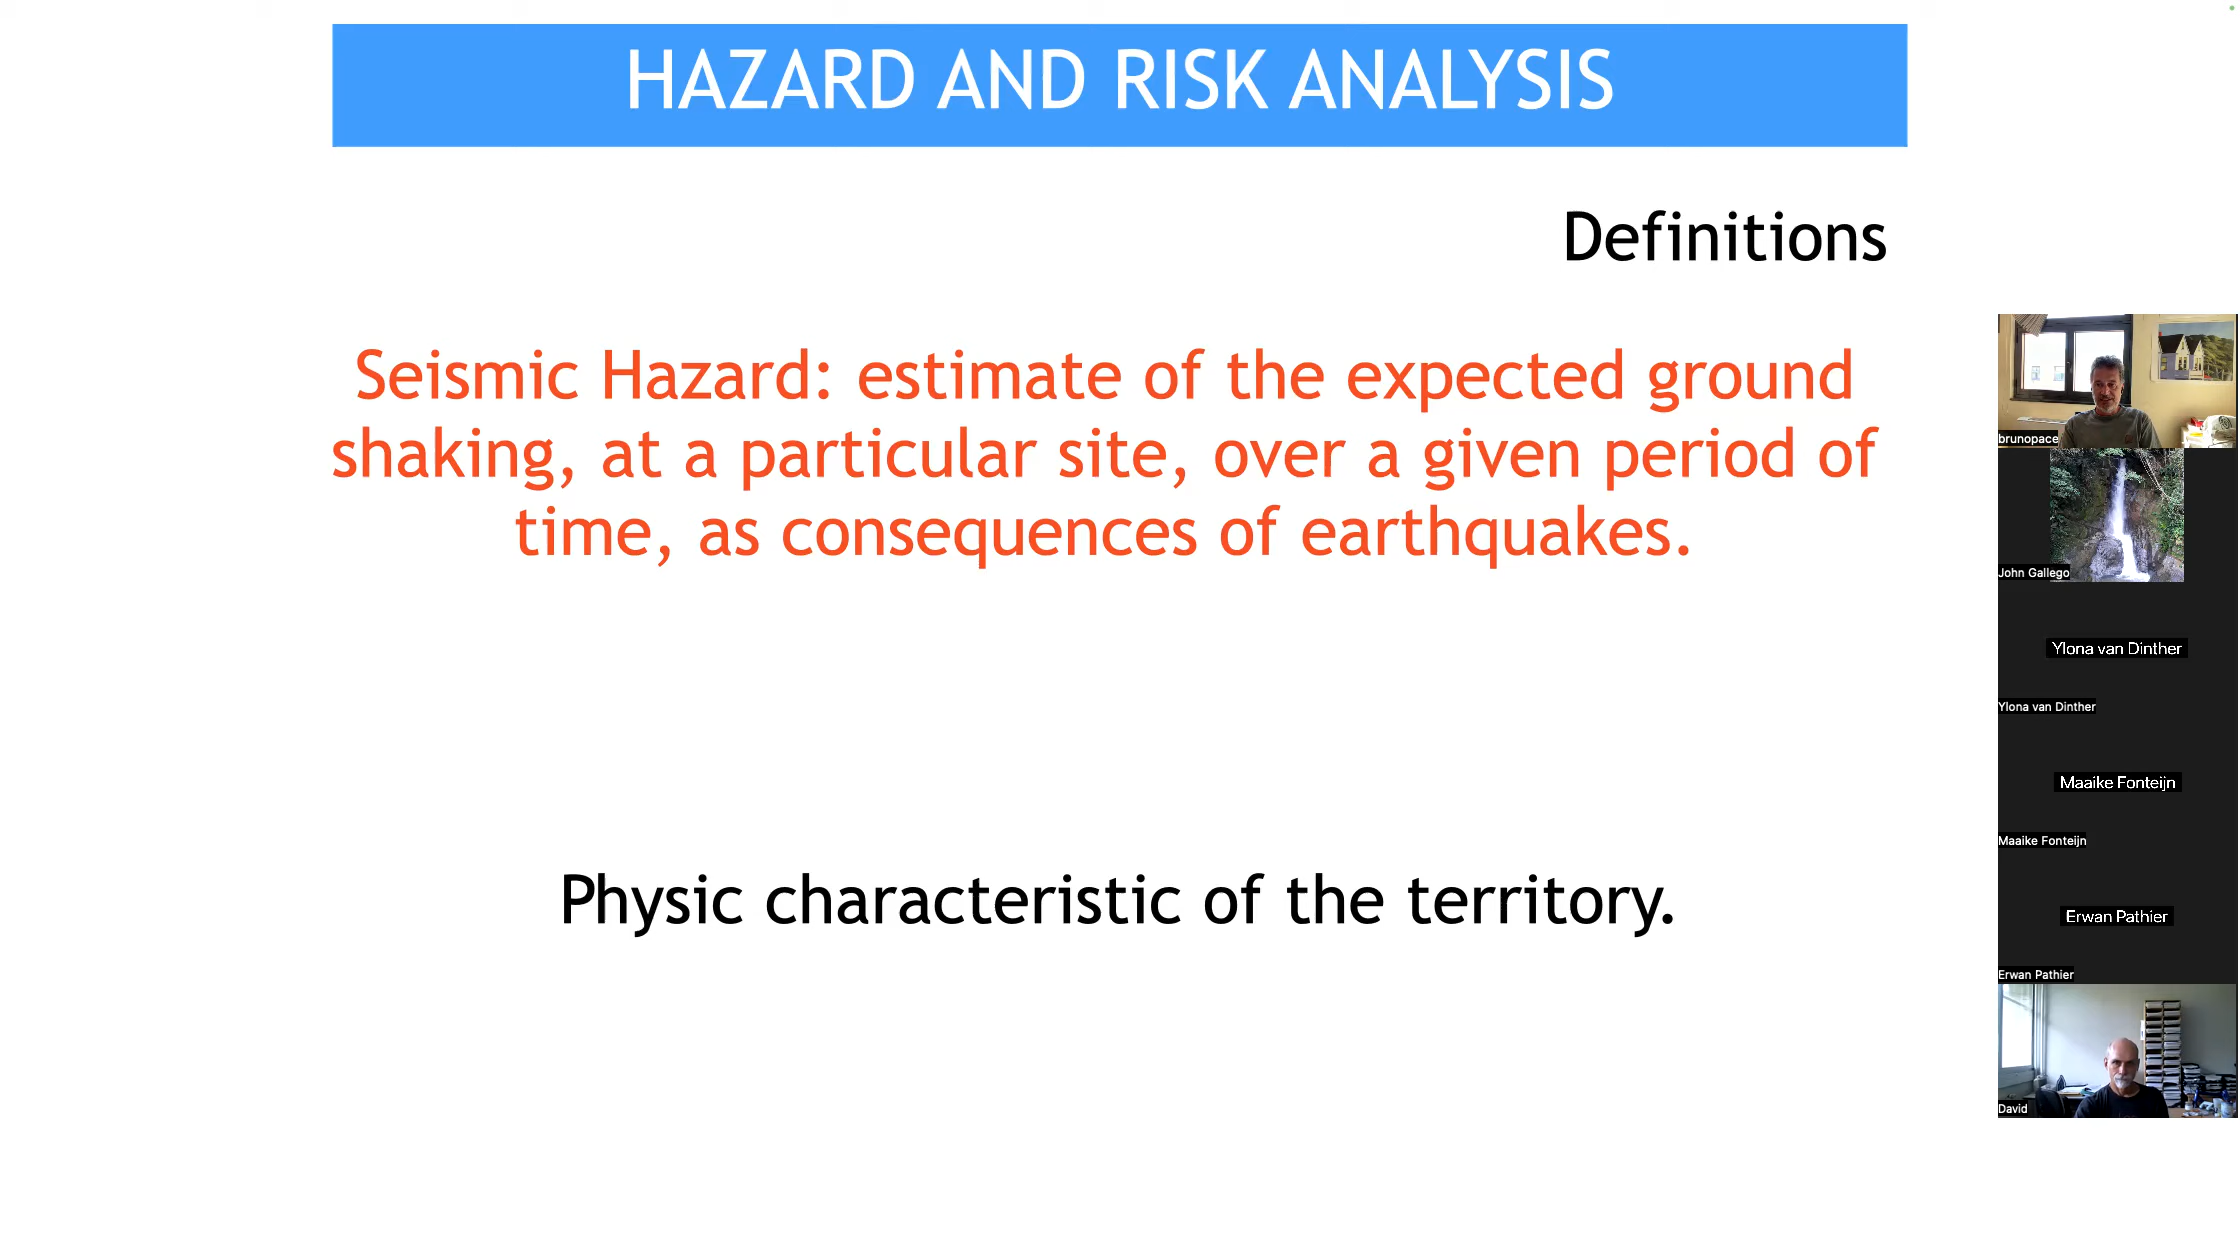 HAZARD AND RISK ANALYSIS
Definitions
Seismic Hazard: estimate of the expected ground
shaking, at a particular site, over a given period of
time, as consequences of earthquakes.
Physic characteristic of the territory.
brunopace
John Gallego
Ylona van Dinther
Ylona van Dinther
Maaike Fonteijn
Maaike Fonteijn
Erwan Pathier
Erwan Pathier
David